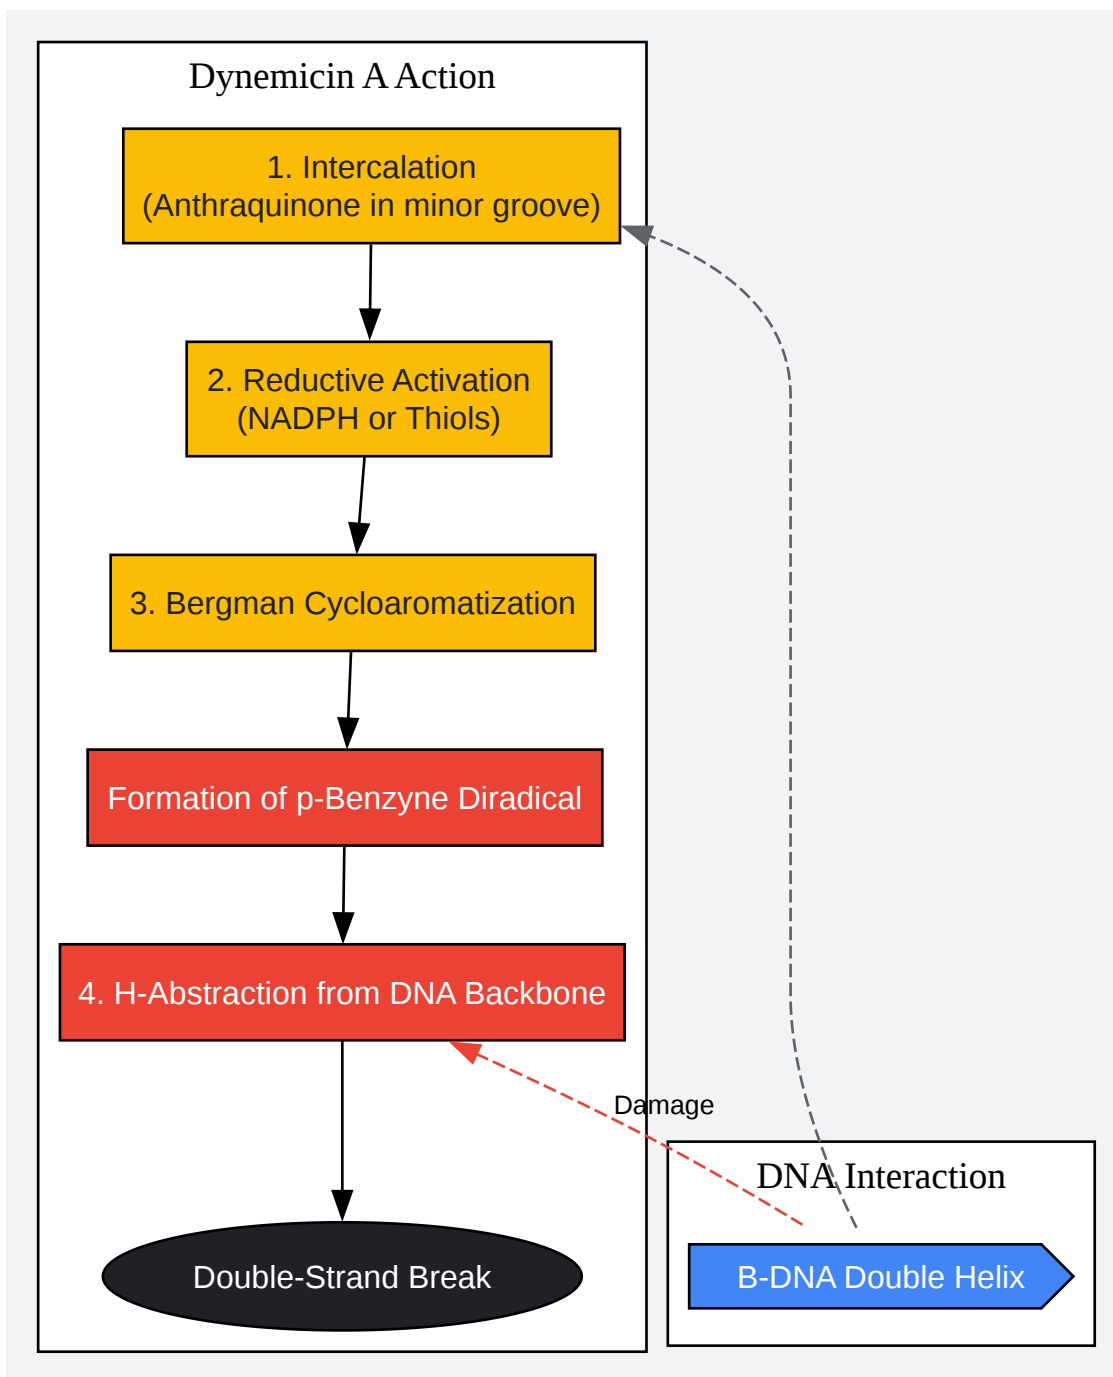 Dynemicin A Action
1. Intercalation
(Anthraquinone in minor groove)
2. Reductive Activation
(NADPH or Thiols)
3. Bergman Cycloaromatization
Formation of p-Benzyne Diradical
4. H-Abstraction from DNA Backbone
Damage
DNA Interaction
Double-Strand Break
B-DNA Double Helix